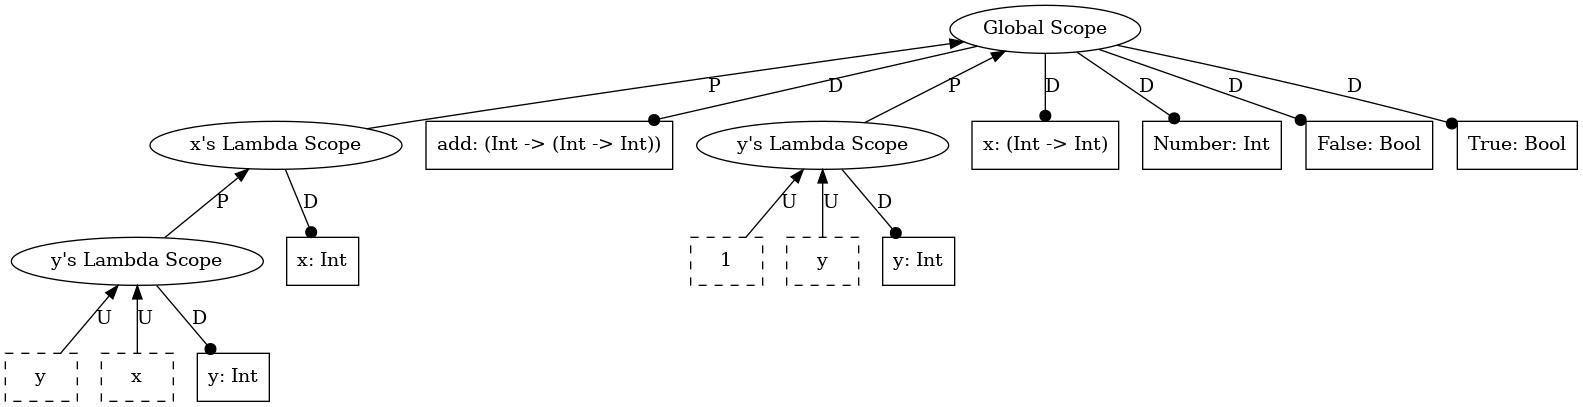 Global Scope
P
D
P
D
D
D
D
x's Lambda Scope
add: (Int -> (Int -> Int))
y's Lambda Scope
x: (Int -> Int)
Number: Int
False: Bool
True: Bool
P
D
U
U
D
y's Lambda Scope
x: Int
1
y
y: Int
U
U
D
y
x
y: Int